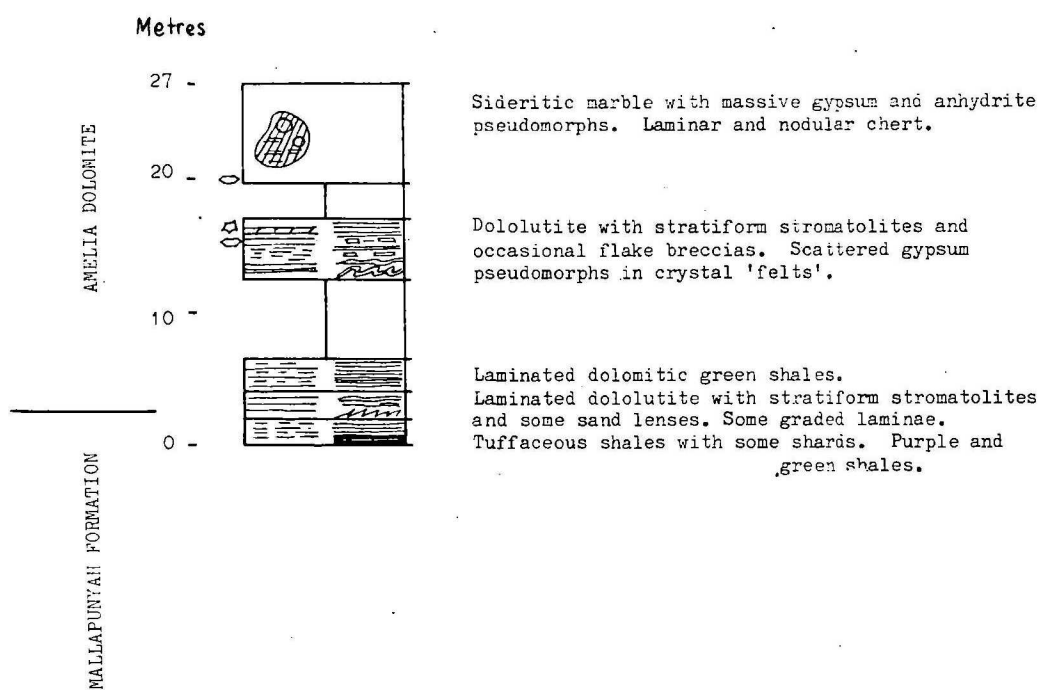 Metres
27
Sideritic marble with massive gypsum and anhydrite
pseudomorphs. Laminar and nodular chert.
20
AMELIA DOLOMITE
Dololutite with stratiform stromatolites and
occasional flake breccias. Scattered gypsum
pseudomorphs in crystal 'felts'.
10
Laminated dolomitic green shales.
Laminated dololutite with stratiform stromatolites
and some sand lenses. Some graded laminae.
0
Tuffaceous shales with some shards. Purple and
green shales.
MALLAPUNYAH FORMATION